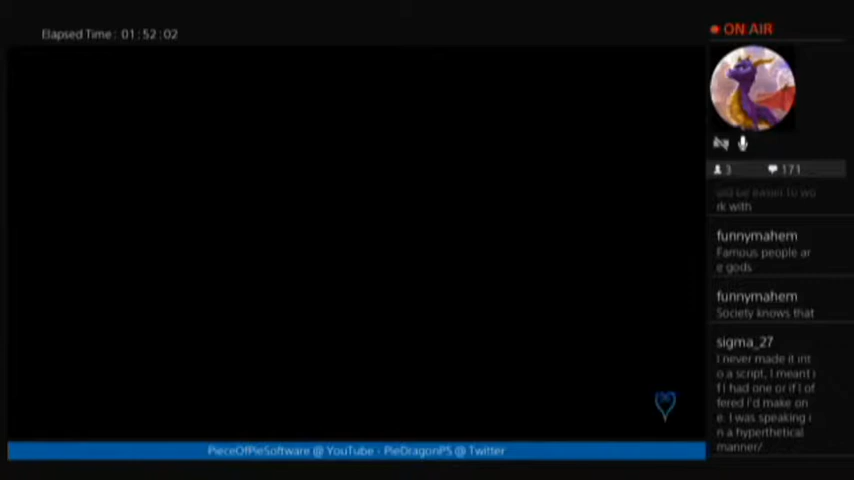 Elapsed Time : 01:52:02
ON AIR
3
171
rk with
funnymahem
Famous people ar
e gods
funnymahem
Society knows that
sigma_27
I never made it int
o a script, I meant i
f I had one or if I of
fered I'd make on
e. I was speaking i
n a hyperthetical
manner/
PieceOfPieSoftware @ YouTube - PieDragonPS @ Twitter